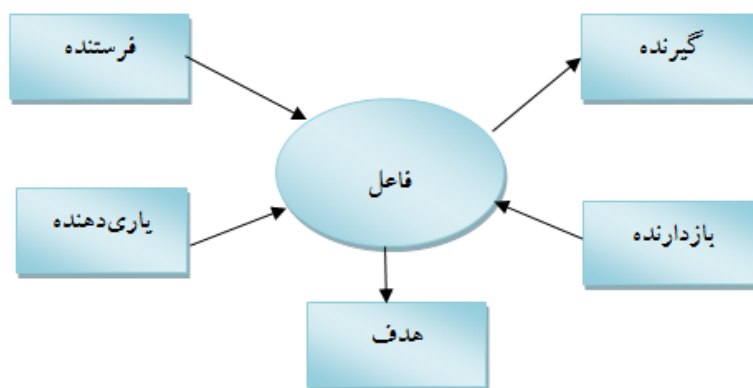 گیرنده
فرستنده
فاعل
یاری‌دهنده
بازدارنده
هدف